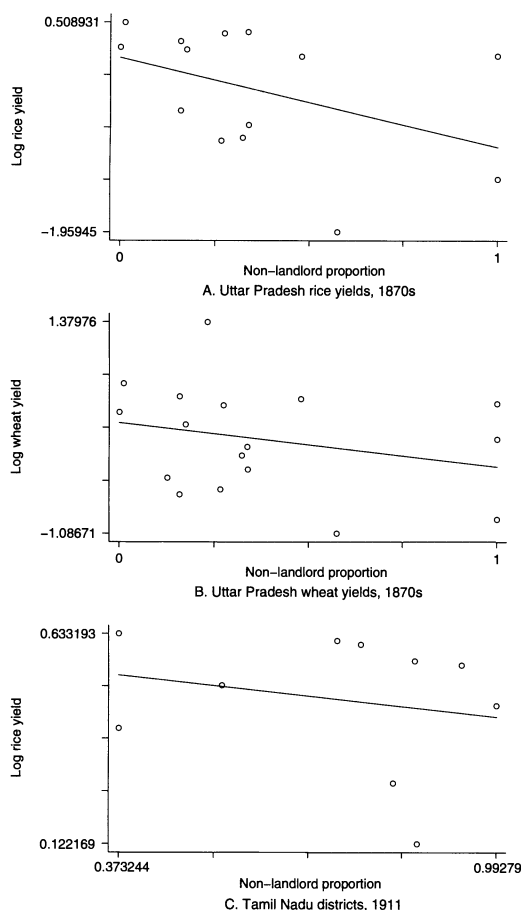 0.508931
Log rice yield
−1.95945
0
1
Non−landlord proportion
A. Uttar Pradesh rice yields, 1870s
1.37976
Log wheat yield
−1.08671
0
1
Non−landlord proportion
B. Uttar Pradesh wheat yields, 1870s
0.633193
Log rice yield
0.122169
0.373244
0.99279
Non−landlord proportion
C. Tamil Nadu districts, 1911